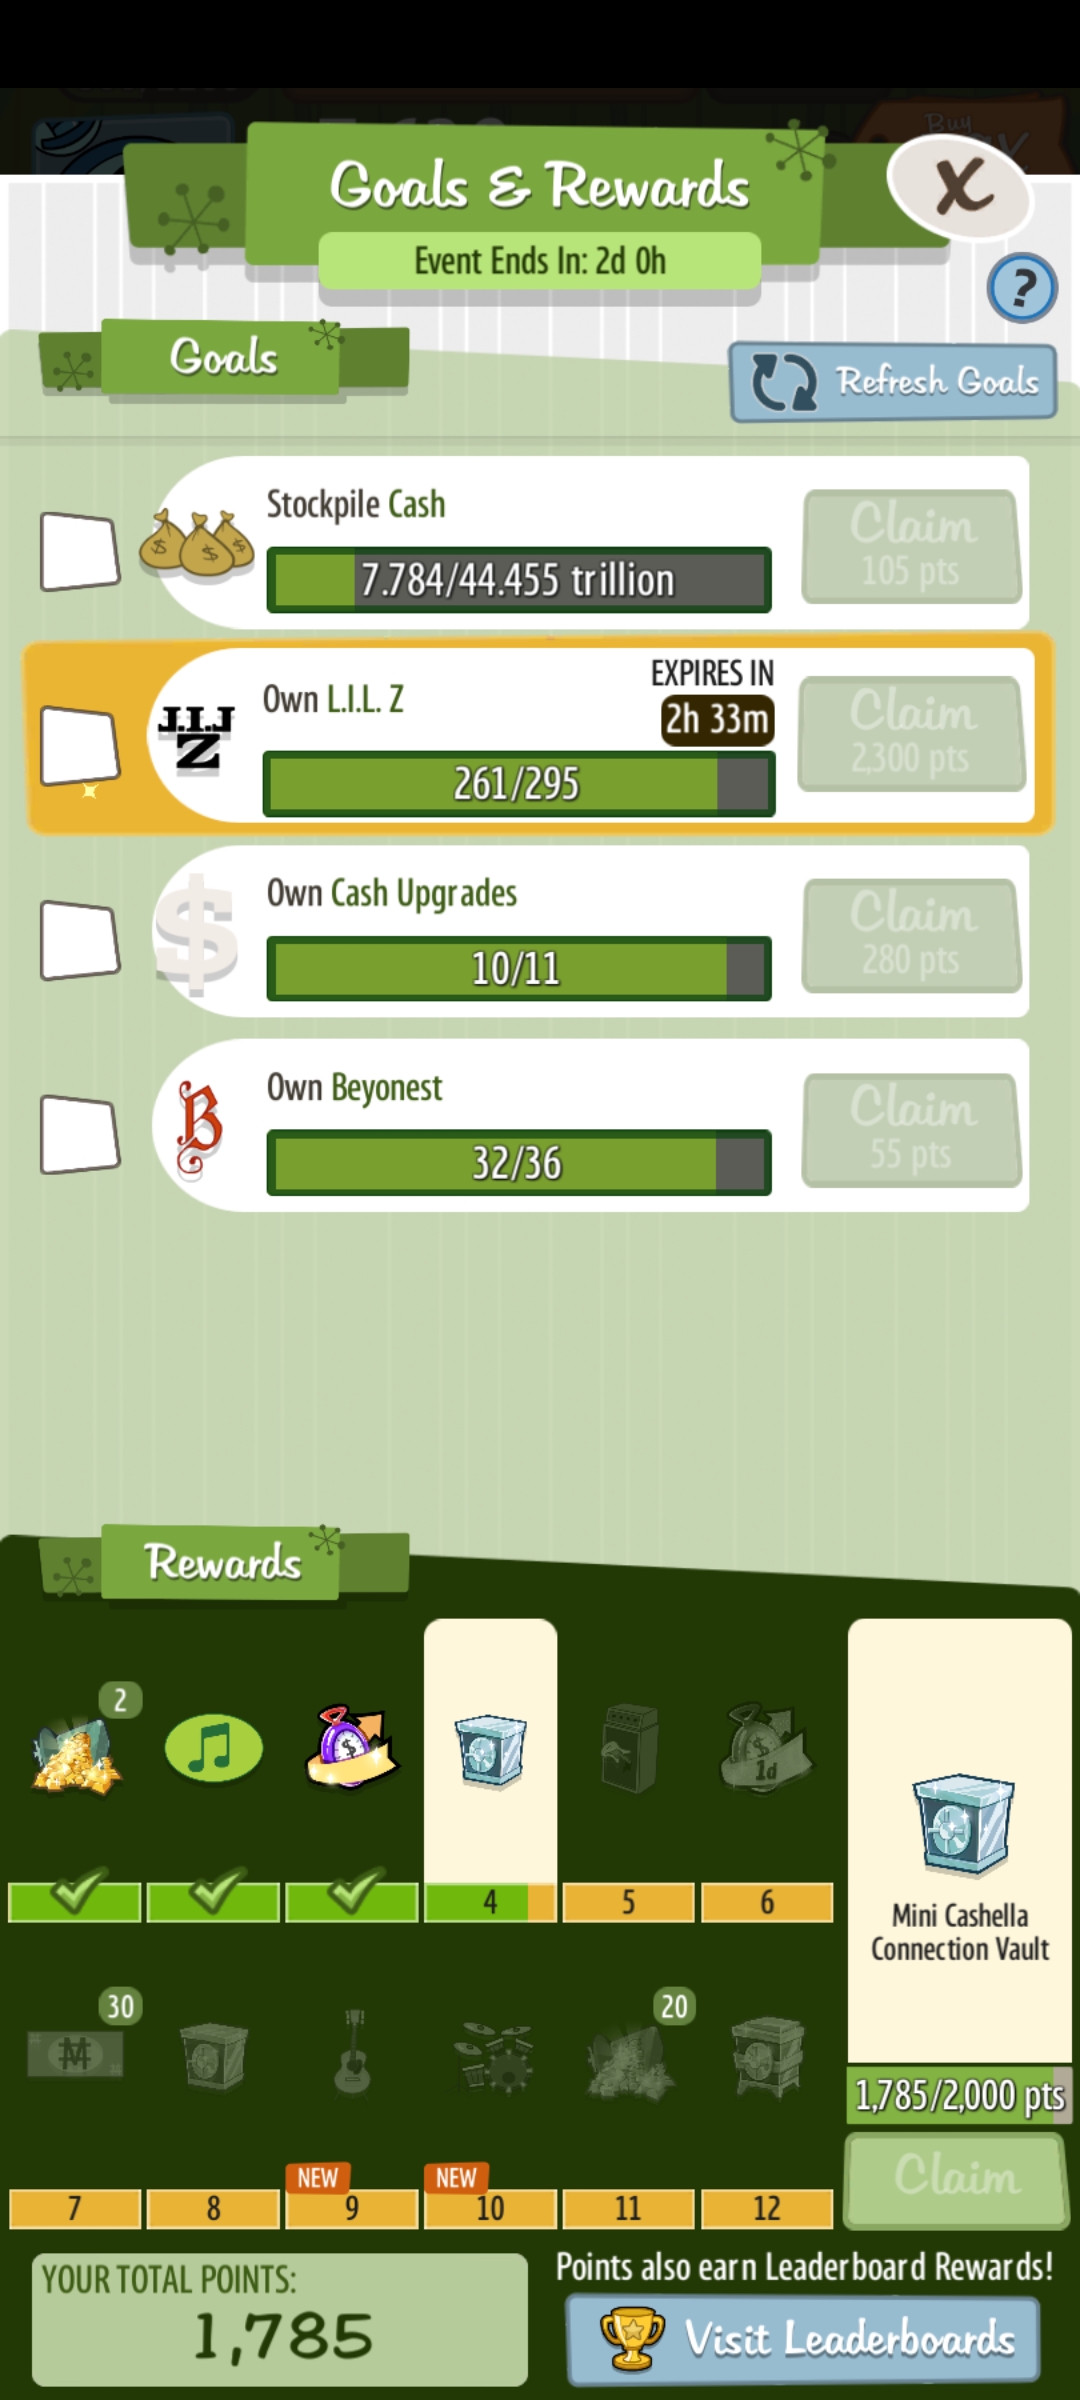 Buy
Goals & Rewards
X
Event Ends In: 2d 0h
?
Goals
Refresh Goals
Stockpile Cash
7.784/44.455 trillion
Claim
105 pts
EXPIRES IN
Own L.I.L. Z
2h 33m
L.I.L
Z
261/295
Claim
2,300 pts
Own Cash Upgrades
$
10/11
Claim
280 pts
Own Beyonest
B
32/36
Claim
55 pts
Rewards
2
1d
4
5
6
Mini Cashella
Connection Vault
30
20
1,785/2,000 pts
NEW
NEW
Claim
7
8
9
10
11
12
YOUR TOTAL POINTS:
1,785
Points also earn Leaderboard Rewards!
Visit Leaderboards